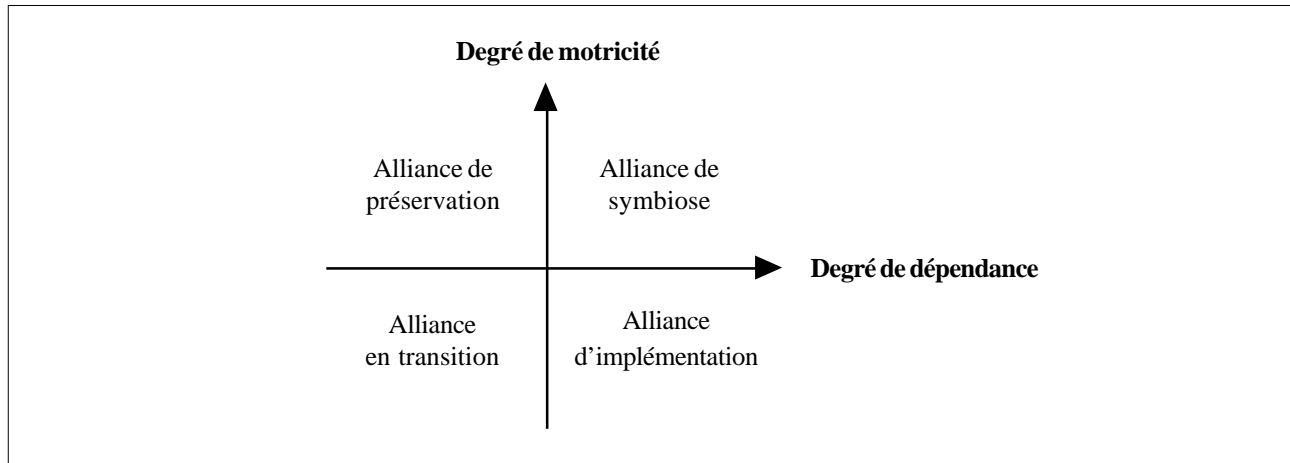 Degré de motricité
Alliance de
préservation
Alliance de
symbiose
Degré de dépendance
Alliance
en transition
Alliance
d’implémentation